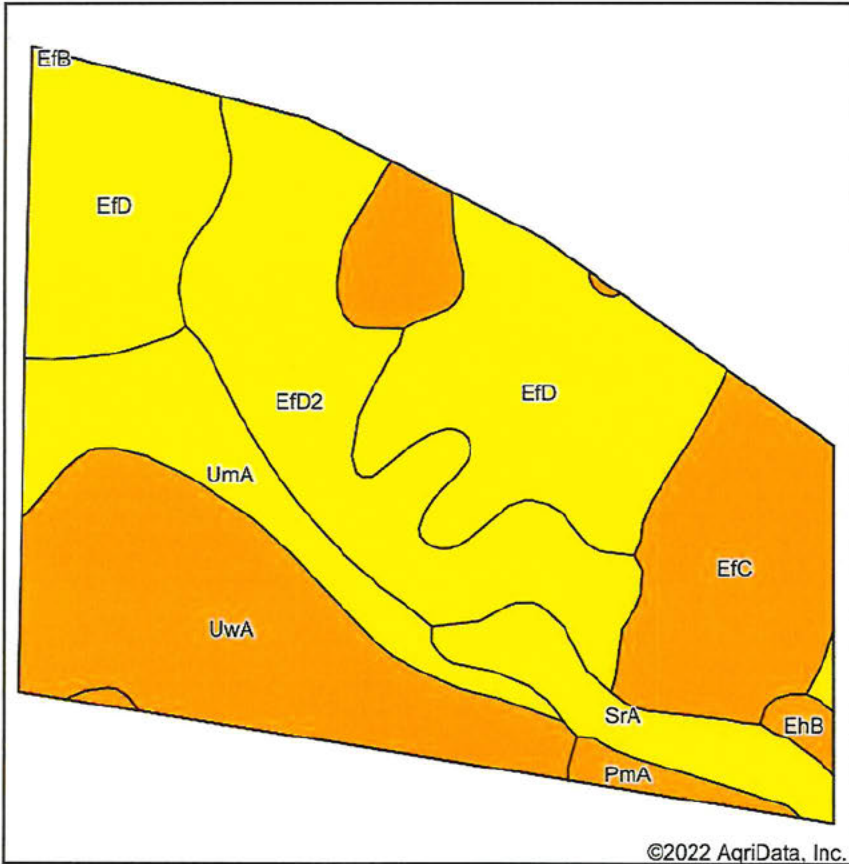 EfB
EfD
EfD
EfD2
UmA
EfC
UwA
SrA
EhB
PmA
©2022 AgriData, Inc.